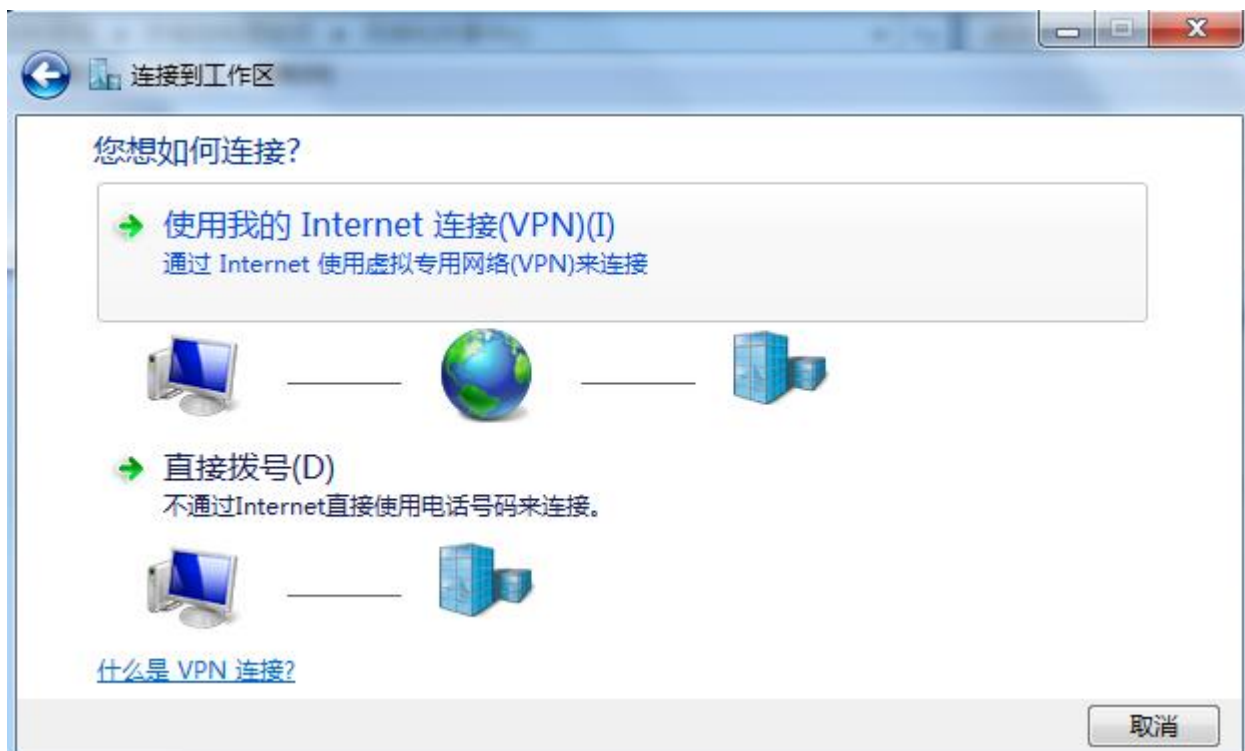 连接到工作区
您想如何连接?
使用我的 Internet 连接(VPN)(I)
通过 Internet 使用虚拟专用网络(VPN)来连接
直接拨号(D)
不通过Internet直接使用电话号码来连接。
什么是 VPN 连接?
取消